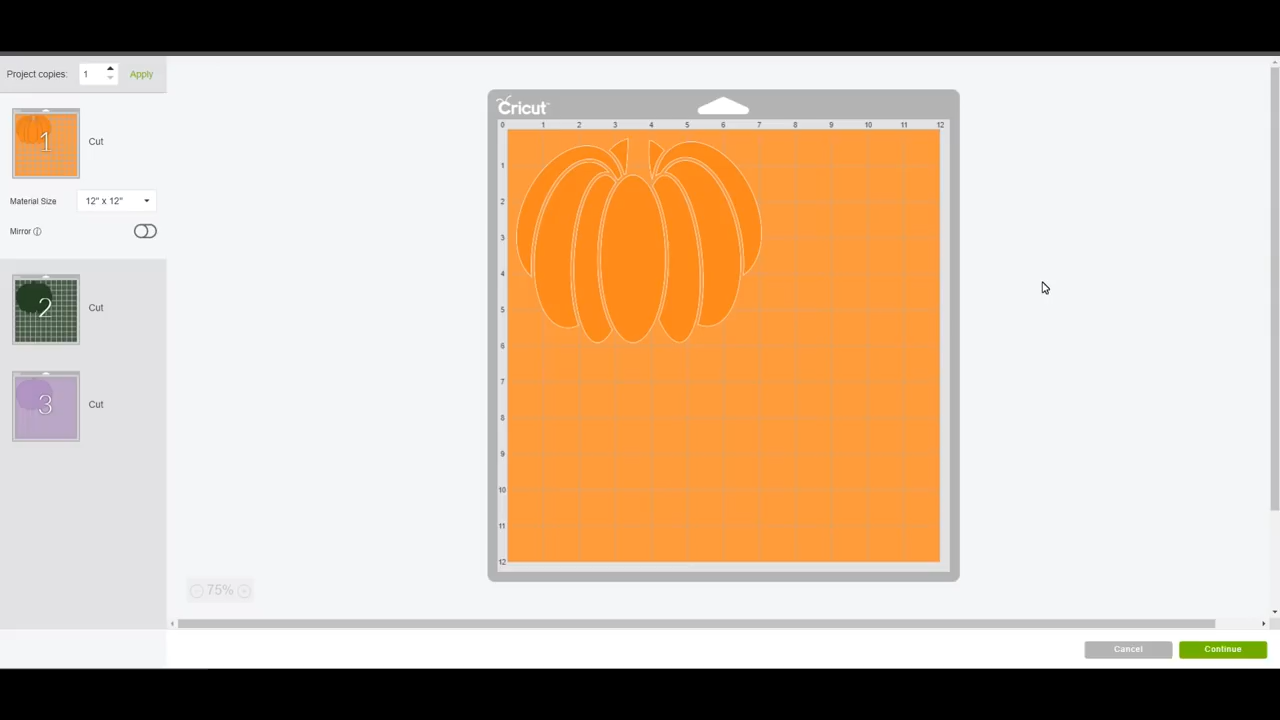 Project copies: 1 Apply
1 Cut
Material Size 12" x 12"
Mirror
2 Cut
3 Cut
Cricut
0 1 2 3 4 5 6 7 8 9 10 11 12
1
2
3
4
5
6
7
8
9
10
11
12
75%
Cancel Continue